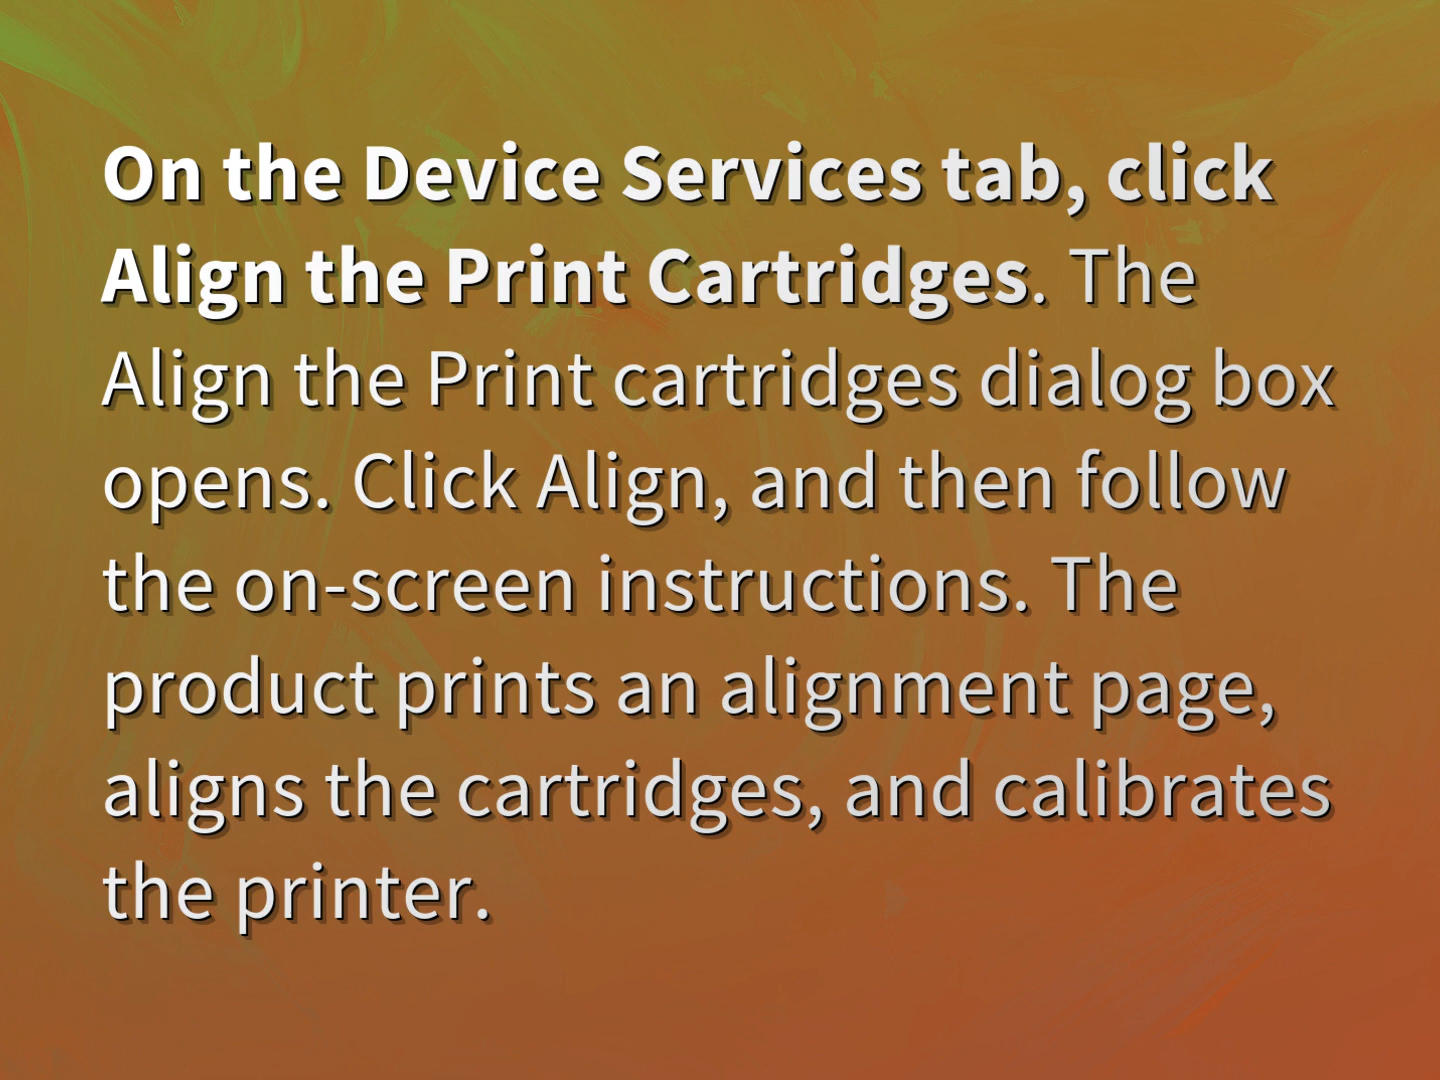 On the Device Services tab, click
Align the Print Cartridges. The
Align the Print cartridges dialog box
opens. Click Align, and then follow
the on-screen instructions. The
product prints an alignment page,
aligns the cartridges, and calibrates
the printer.